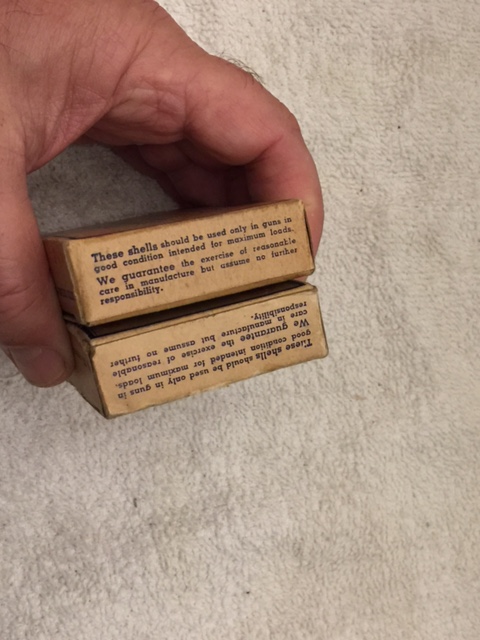 These shells should be used only in guns in
good condition intended for maximum loads.
We guarantee the exercise of reasonable
care in manufacture but assume no further
responsibility.
These shells should be used only in guns in
good condition intended for maximum loads.
We guarantee the exercise of reasonable
care in manufacture but assume no further
responsibility.